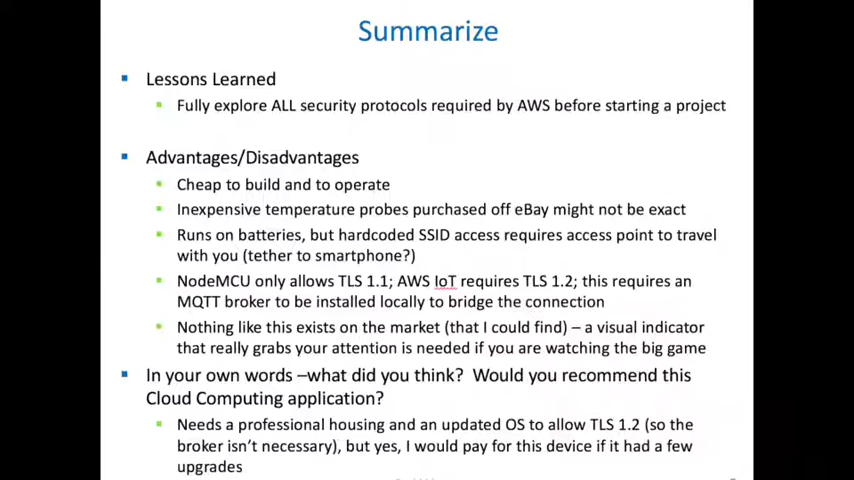 Summarize
Lessons Learned
Fully explore ALL security protocols required by AWS before starting a project
Advantages/Disadvantages
Cheap to build and to operate
Inexpensive temperature probes purchased off eBay might not be exact
Runs on batteries, but hardcoded SSID access requires access point to travel
with you (tether to smartphone?)
NodeMCU only allows TLS 1.1; AWS IoT requires TLS 1.2; this requires an
MQTT broker to be installed locally to bridge the connection
Nothing like this exists on the market (that I could find) – a visual indicator
that really grabs your attention is needed if you are watching the big game
In your own words –what did you think?  Would you recommend this
Cloud Computing application?
Needs a professional housing and an updated OS to allow TLS 1.2 (so the
broker isn't necessary), but yes, I would pay for this device if it had a few
upgrades